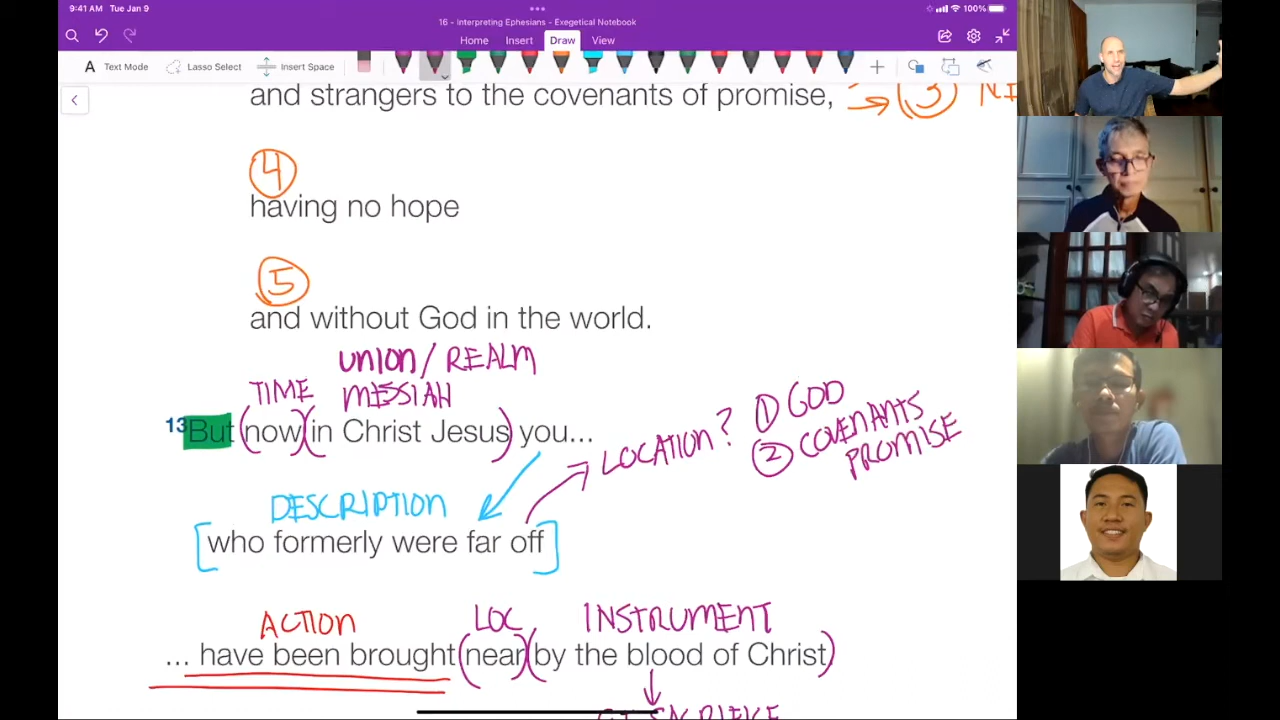 9:41 AM Tue Jan 9
100%
16 - Interpreting Ephesians - Exegetical Notebook
Home Insert Draw View
A Text Mode Lasso Select Insert Space
and strangers to the covenants of promise, (3)
4
having no hope
5
and without God in the world.
UNION/ REALM
TIME MESSIAH
13But (now)(in Christ Jesus) you...
LOCATION? 1 GOD
2 COVENANTS
PROMISE
DESCRIPTION
[who formerly were far off]
ACTION LOC INSTRUMENT
... have been brought (near)(by the blood of Christ)
SACRIFICE